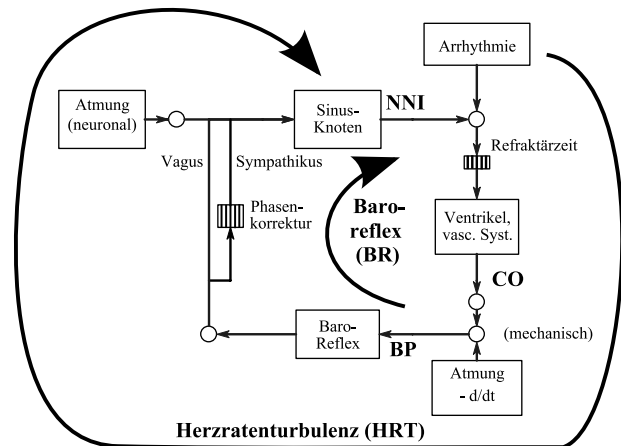 Arrhythmie
Atmung
(neuronal)
Sinus-
Knoten
NNI
Refraktärzeit
Vagus
Sympathikus
Phasen-
korrektur
Baro-
reflex
(BR)
Ventrikel,
vasc. Syst.
CO
Baro-
Reflex
BP
(mechanisch)
Atmung
- d/dt
Herzratenturbulenz (HRT)